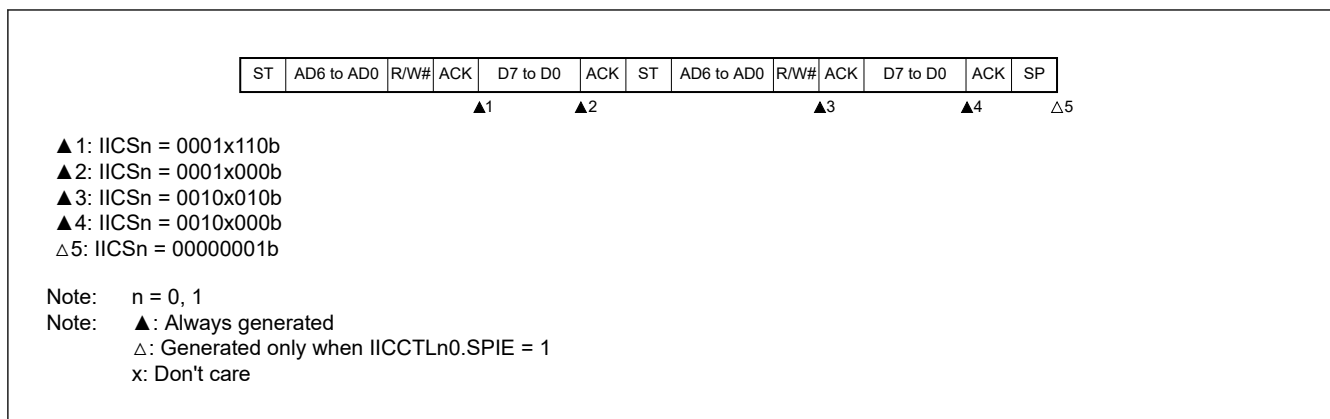 ST AD6 to AD0 R/W# ACK D7 to D0 ACK ST AD6 to AD0 R/W# ACK D7 to D0 ACK SP
▲1 ▲2 ▲3 ▲4 △5
▲1: IICSn = 0001x110b
▲2: IICSn = 0001x000b
▲3: IICSn = 0010x010b
▲4: IICSn = 0010x000b
△5: IICSn = 00000001b
Note: n = 0, 1
Note: ▲: Always generated
△: Generated only when IICCTLn0.SPIE = 1
x: Don't care